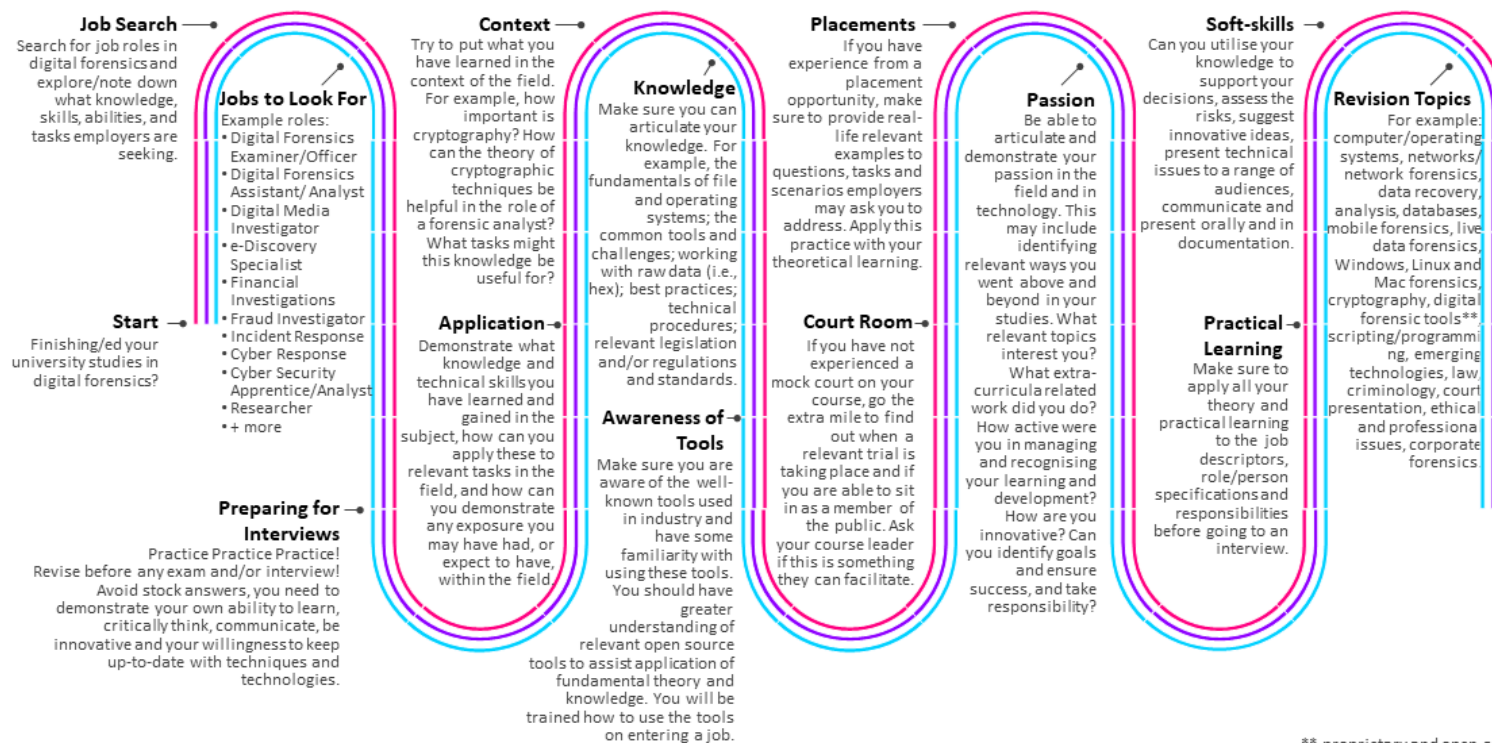 Start
Finishing/ed your
university studies in
digital forensics?
Job Search
Search for job roles in
digital forensics and
explore/note down
what knowledge,
skills, abilities, and
tasks employers are
seeking.
Jobs to Look For
Example roles:
• Digital Forensics
Examiner/Officer
• Digital Forensics
Assistant/ Analyst
• Digital Media
Investigator
• e-Discovery
Specialist
• Financial
Investigations
• Fraud Investigator
• Incident Response
• Cyber Response
• Cyber Security
Apprentice/Analyst
• Researcher
• + more
Preparing for
Interviews
Practice Practice Practice!
Revise before any exam and/or interview!
Avoid stock answers, you need to
demonstrate your own ability to learn,
critically think, communicate, be
innovative and your willingness to keep
up-to-date with techniques and
technologies.
Context
Try to put what you
have learned in the
context of the field.
For example, how
important is
cryptography? How
can the theory of
cryptographic
techniques be
helpful in the role of
a forensic analyst?
What tasks might
this knowledge be
useful for?
Application
Demonstrate what
knowledge and
technical skills you
have learned and
gained in the
subject, how can you
apply these to
relevant tasks in the
field, and how can
you demonstrate
any exposure you
may have had, or
expect to have,
within the field.
Knowledge
Make sure you can
articulate your
knowledge. For
example, the
fundamentals of file
and operating
systems; the
common tools and
challenges; working
with raw data (i.e.,
hex); best practices;
technical
procedures;
relevant legislation
and/or regulations
and standards.
Awareness of
Tools
Make sure you are
aware of the well-
known tools used
in industry and
have some
familiarity with
using these tools.
You should have
greater
understanding of
relevant open source
tools to assist application of
fundamental theory and
knowledge. You will be
trained how to use the tools
on entering a job.
Placements
If you have
experience from a
placement
opportunity, make
sure to provide real-
life relevant
examples to
questions, tasks and
scenarios employers
may ask you to
address. Apply this
practice with your
theoretical learning.
Court Room
If you have not
experienced a
mock court on your
course, go the
extra mile to find
out when a
relevant trial is
taking place and if
you are able to sit
in as a member of
the public. Ask
your course leader
if this is something
they can facilitate.
Passion
Be able to
articulate and
demonstrate your
passion in the
field and in
technology. This
may include
identifying
relevant ways you
went above and
beyond in your
studies. What
relevant topics
interest you?
What extra-
curricula related
work did you do?
How active were
you in managing
and recognising
your learning and
development?
How are you
innovative? Can
you identify goals
and ensure
success, and take
responsibility?
Soft-skills
Can you utilise your
knowledge to
support your
decisions, assess the
risks, suggest
innovative ideas,
present technical
issues to a range of
audiences,
communicate and
present orally and in
documentation.
Practical
Learning
Make sure to
apply all your
theory and
practical learning
to the job
descriptors,
role/person
specifications and
responsibilities
before going to an
interview.
Revision Topics
For example:
computer/operating
systems, networks/
network forensics,
data recovery,
analysis, databases,
mobile forensics, live
data forensics,
Windows, Linux and
Mac forensics,
cryptography, digital
forensic tools**,
scripting/programmi
ng, emerging
technologies, law,
criminology, court
presentation, ethical
and professional
issues, corporate
forensics.